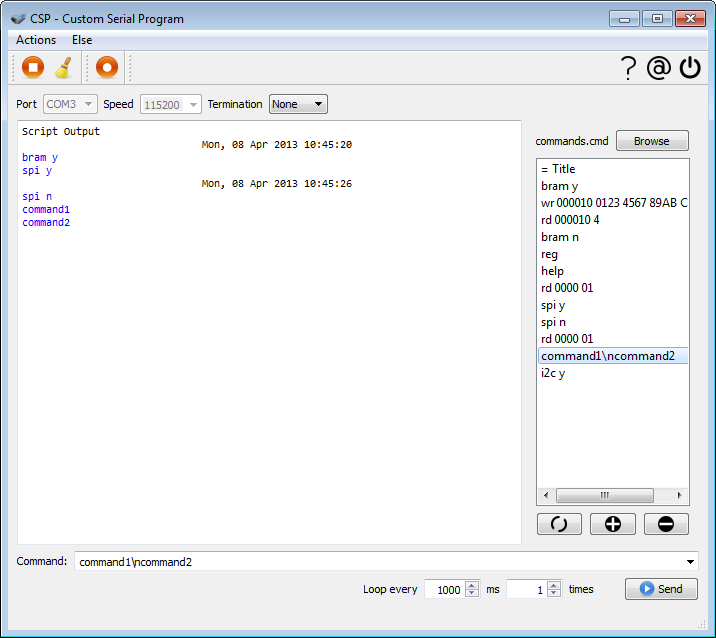 CSP - Custom Serial Program
Actions Else
Port COM3 Speed 115200 Termination None
Script Output
Mon, 08 Apr 2013 10:45:20
bram y
spi y
Mon, 08 Apr 2013 10:45:26
spi n
command1
command2
commands.cmd Browse
= Title
bram y
wr 000010 0123 4567 89AB C
rd 000010 4
bram n
reg
help
rd 0000 01
spi y
spi n
rd 0000 01
command1\ncommand2
i2c y
Command: command1\ncommand2
Loop every 1000 ms 1 times Send